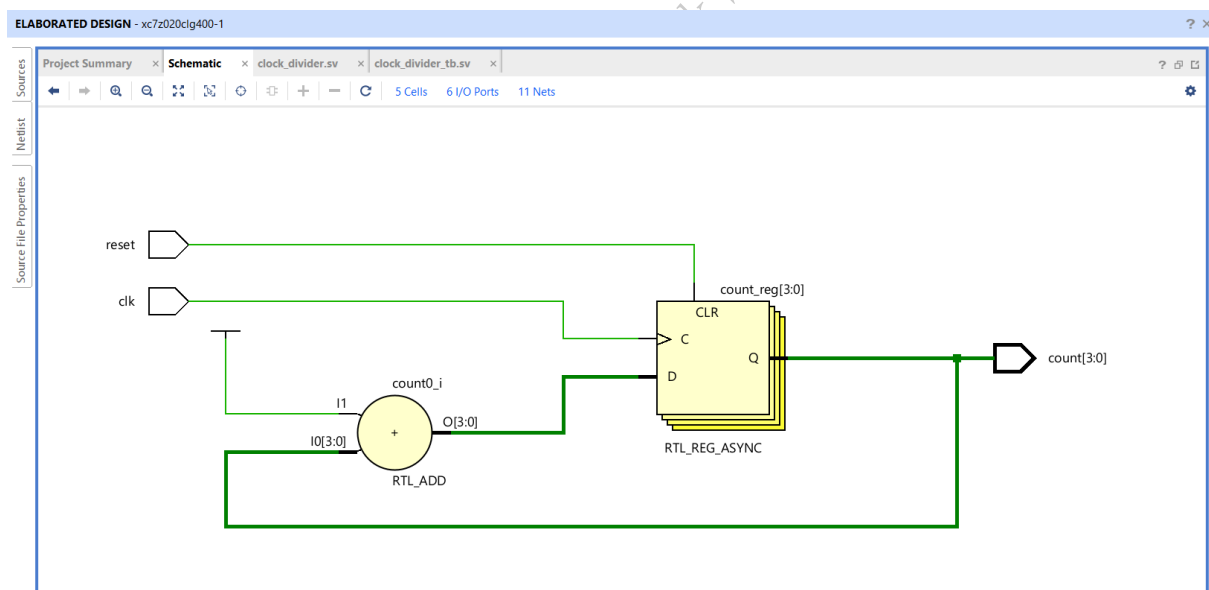 ELABORATED DESIGN - xc7z020clg400-1
? ×
Sources
Netlist
Source File Properties
Project Summary × Schematic × clock_divider.sv × clock_divider_tb.sv ×
?
5 Cells 6 I/O Ports 11 Nets
reset
clk
count_reg[3:0]
CLR
C
Q
D
RTL_REG_ASYNC
count[3:0]
count0_i
I1
I0[3:0]
+
O[3:0]
RTL_ADD